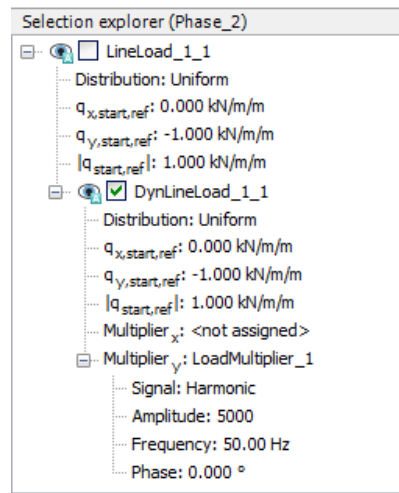 Selection explorer (Phase_2)
LineLoad_1_1
Distribution: Uniform
qx,start,ref: 0.000 kN/m/m
qy,start,ref: -1.000 kN/m/m
|qstart,ref|: 1.000 kN/m/m
DynLineLoad_1_1
Distribution: Uniform
qx,start,ref: 0.000 kN/m/m
qy,start,ref: -1.000 kN/m/m
|qstart,ref|: 1.000 kN/m/m
Multiplierx: <not assigned>
Multipliery: LoadMultiplier_1
Signal: Harmonic
Amplitude: 5000
Frequency: 50.00 Hz
Phase: 0.000 °